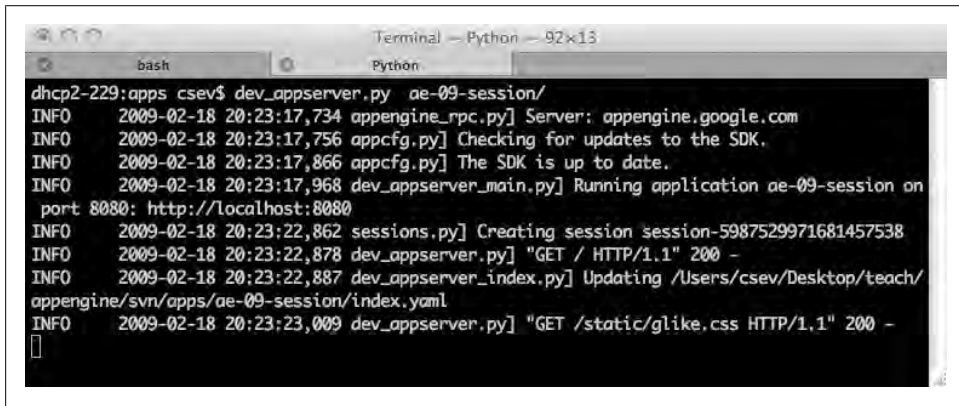 Terminal — Python — 92×13
bash Python
dhcp2-229:apps csev$ dev_appserver.py ae-09-session/
INFO 2009-02-18 20:23:17,734 appengine_rpc.py] Server: appengine.google.com
INFO 2009-02-18 20:23:17,756 appcfg.py] Checking for updates to the SDK.
INFO 2009-02-18 20:23:17,866 appcfg.py] The SDK is up to date.
INFO 2009-02-18 20:23:17,968 dev_appserver_main.py] Running application ae-09-session on
port 8080: http://localhost:8080
INFO 2009-02-18 20:23:22,862 sessions.py] Creating session session-5987529971681457538
INFO 2009-02-18 20:23:22,878 dev_appserver.py] "GET / HTTP/1.1" 200 -
INFO 2009-02-18 20:23:22,887 dev_appserver_index.py] Updating /Users/csev/Desktop/teach/
appengine/svn/apps/ae-09-session/index.yaml
INFO 2009-02-18 20:23:23,009 dev_appserver.py] "GET /static/glike.css HTTP/1.1" 200 -